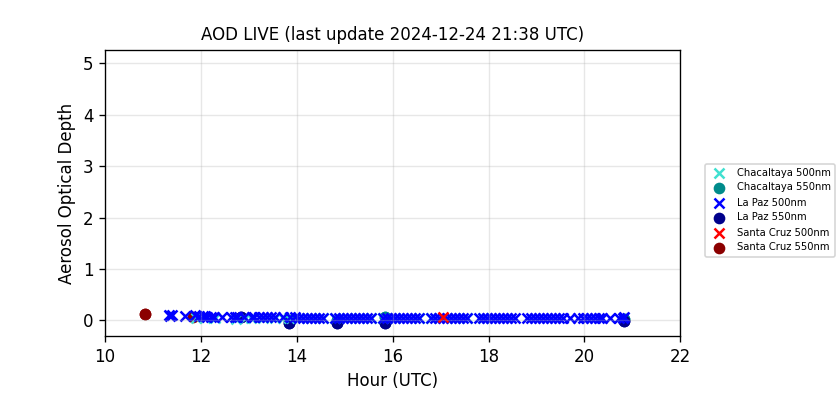 AOD LIVE (last update 2024-12-24 21:38 UTC)
Aerosol Optical Depth
5
4
3
2
1
0
10 12 14 16 18 20 22
Hour (UTC)
Chacaltaya 500nm
Chacaltaya 550nm
La Paz 500nm
La Paz 550nm
Santa Cruz 500nm
Santa Cruz 550nm